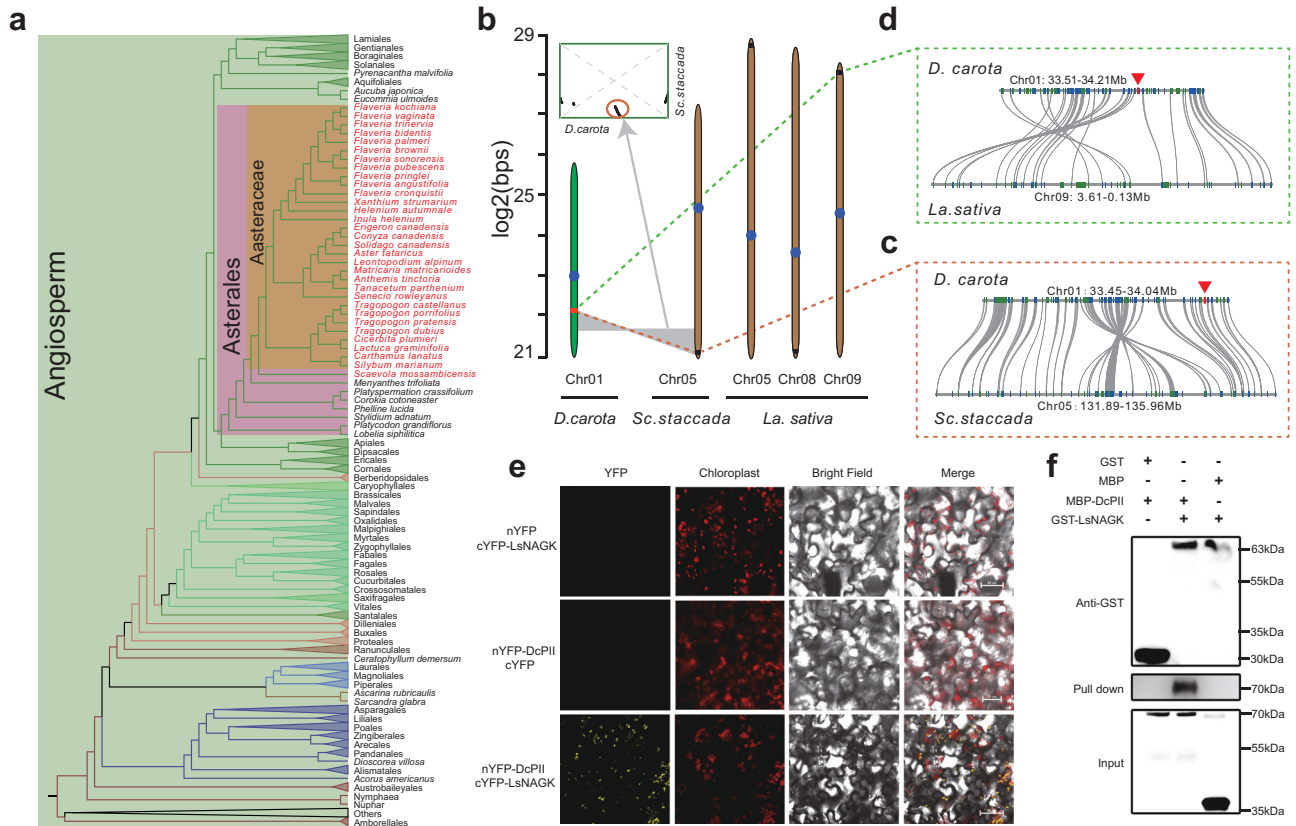 a
Angiosperm
Asterales
Aasteraceae
Lamiales
Gentianales
Boraginales
Solanales
Pyrenacantha malvifolia
Aquifoliales
Aucuba japonica
Eucommia ulmoides
Flaveria kochiana
Flaveria vaginata
Flaveria trinervia
Flaveria bidentis
Flaveria palmeri
Flaveria brownii
Flaveria sonorensis
Flaveria pubescens
Flaveria pringlei
Flaveria angustifolia
Flaveria cronquistii
Xanthium strumarium
Helenium autumnale
Inula helenium
Erigeron canadensis
Conyza canadensis
Solidago canadensis
Aster tataricus
Leontopodium alpinum
Matricaria matricarioides
Anthemis tinctoria
Tanacetum parthenium
Senecio rowleyanus
Tragopogon castellanus
Tragopogon porrifolius
Tragopogon pratensis
Tragopogon dubius
Cicerbita plumieri
Lactuca graminifolia
Carthamus lanatus
Silybum marianum
Scaevola mossambicensis
Menyanthes trifoliata
Platyspermation crassifolium
Corokia cotoneaster
Phelline lucida
Stylidium adnatum
Platycodon grandiflorus
Lobelia siphilitica
Apiales
Dipsacales
Ericales
Cornales
Berberidopsidales
Caryophyllales
Brassicales
Malvales
Sapindales
Oxalidales
Malpighiales
Myrtales
Zygophyllales
Fabales
Fagales
Rosales
Cucurbitales
Crossosomatales
Saxifragales
Vitales
Santalales
Dilleniales
Buxales
Proteales
Ranunculales
Ceratophyllum demersum
Laurales
Magnoliales
Piperales
Ascarina rubricaulis
Sarcandra glabra
Asparagales
Liliales
Poales
Zingiberales
Arecales
Pandanales
Dioscorea villosa
Alismatales
Acorus americanus
Austrobaileyales
Nymphaea
Nuphar
Others
Amborellales
b
log2(bps)
29
25
21
D.carota
Sc.staccada
Chr01 Chr05 Chr05 Chr08 Chr09
D.carota Sc.staccada La. sativa
d
D. carota
Chr01: 33.51-34.21Mb
Chr09: 3.61-0.13Mb
La.sativa
c
D. carota
Chr01: 33.45-34.04Mb
Chr05: 131.89-135.96Mb
Sc.staccada
e
YFP Chloroplast Bright Field Merge
nYFP
cYFP-LsNAGK
nYFP-DcPII
cYFP
nYFP-DcPII
cYFP-LsNAGK
f
GST + - -
MBP - - +
MBP-DcPII + + -
GST-LsNAGK - + +
Anti-GST
63kDa
55kDa
35kDa
30kDa
Pull down
70kDa
Input
70kDa
55kDa
35kDa